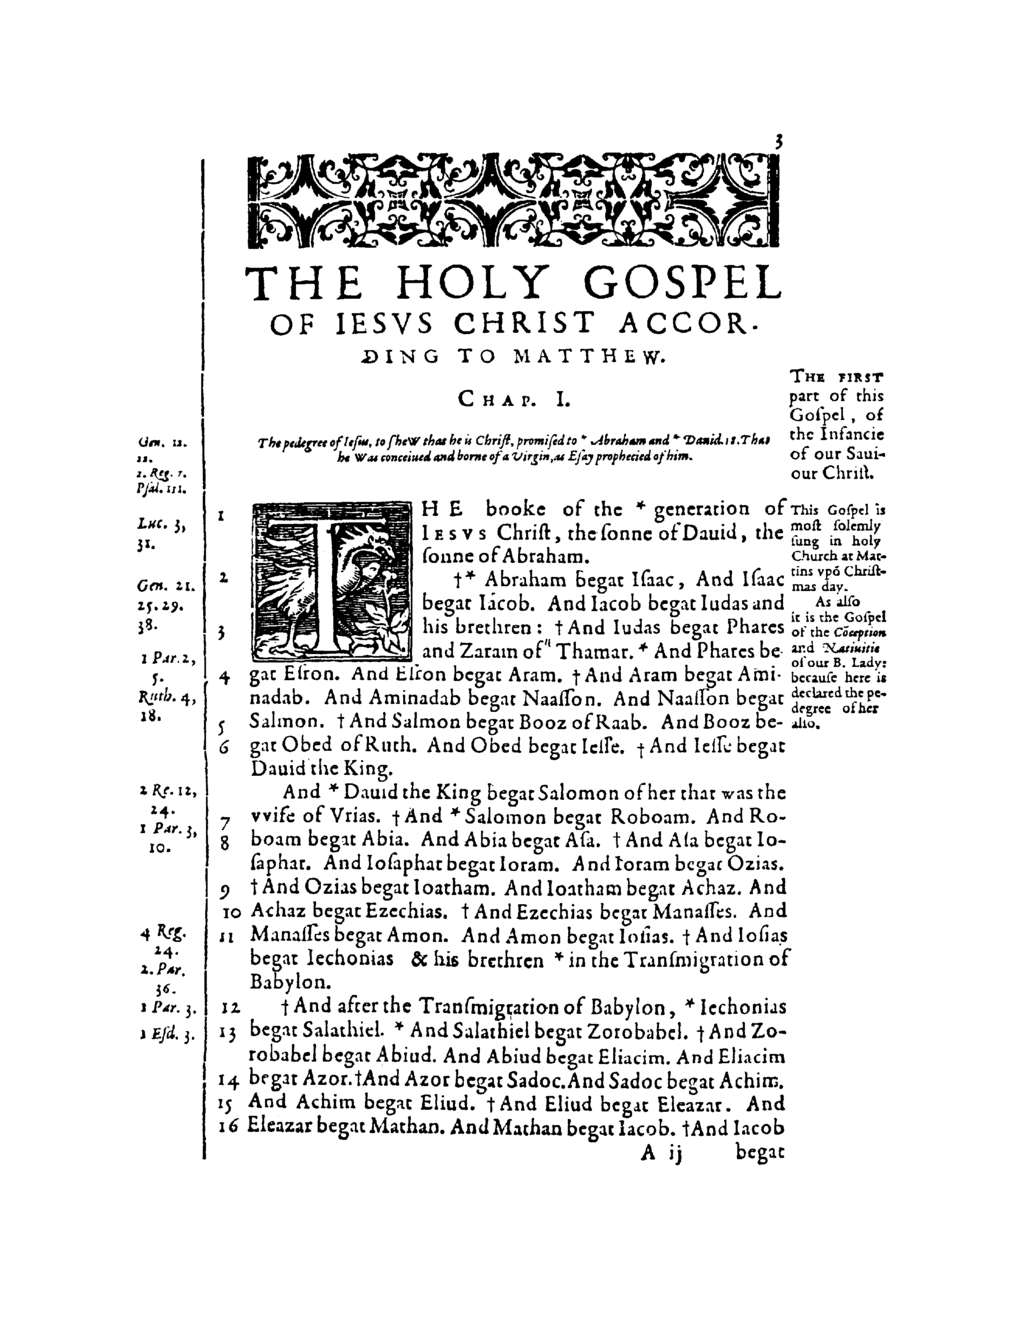 3
THE HOLY GOSPEL
OF IESVS CHRIST ACCOR-
DING TO MATTHEW.
CHAP. I.
The pedegree of Iesus, to shew that he is Christ, promised to * Abraham and * Dauid. 18. That
he was conceiued and borne of a Virgin, as Esay prophecied of him.
THE FIRST
part of this
Gospel, of
the Infancie
of our Saui-
our Christ.
Gen. 12.
22.
2. Reg. 7.
Psal. 131.
Luc. 3,
31.
Gen. 21.
25. 29.
38.
1 Par. 2,
5.
Ruth. 4,
18.
2 Re. 12,
24.
1 Par. 3,
10.
4 Reg.
24.
2. Par.
36.
1 Par. 3.
1 Esd. 3.
1 THE booke of the * generation of
IESVS Christ, the sonne of Dauid, the
sonne of Abraham.
2 †* Abraham begat Isaac, And Isaac
begat Iacob. And Iacob begat Iudas and
3 his brethren: † And Iudas begat Phares
and Zaram of" Thamar. * And Phares be-
4 gat Esron. And Esron begat Aram. † And Aram begat Ami-
nadab. And Aminadab begat Naasson. And Naasson begat
5 Salmon. † And Salmon begat Booz of Raab. And Booz be-
6 gat Obed of Ruth. And Obed begat Iesse. † And Iesse begat
Dauid the King.
And * Dauid the King begat Salomon of her that was the
7 vvife of Vrias. † And * Salomon begat Roboam. And Ro-
8 boam begat Abia. And Abia begat Asa. † And Asa begat Io-
saphat. And Iosaphat begat Ioram. And Ioram begat Ozias.
9 † And Ozias begat Ioatham. And Ioatham begat Achaz. And
10 Achaz begat Ezechias. † And Ezechias begat Manasses. And
11 Manasses begat Amon. And Amon begat Iosias. † And Iosias
begat Iechonias & his brethren * in the Transmigration of
Babylon.
12 † And after the Transmigration of Babylon, * Iechonias
13 begat Salathiel. * And Salathiel begat Zorobabel. † And Zo-
robabel begat Abiud. And Abiud begat Eliacim. And Eliacim
14 begat Azor. †And Azor begat Sadoc. And Sadoc begat Achim.
15 And Achim begat Eliud. † And Eliud begat Eleazar. And
16 Eleazar begat Mathan. And Mathan begat Iacob. †And Iacob
This Gospel is
most solemly
sung in holy
Church at Mat-
tins vpō Christ-
mas day.
As also
it is the Gospel
of the Cōception
and Natiuitie
of our B. Lady:
because here is
declared the pe-
degree of her
also.
A ij begat